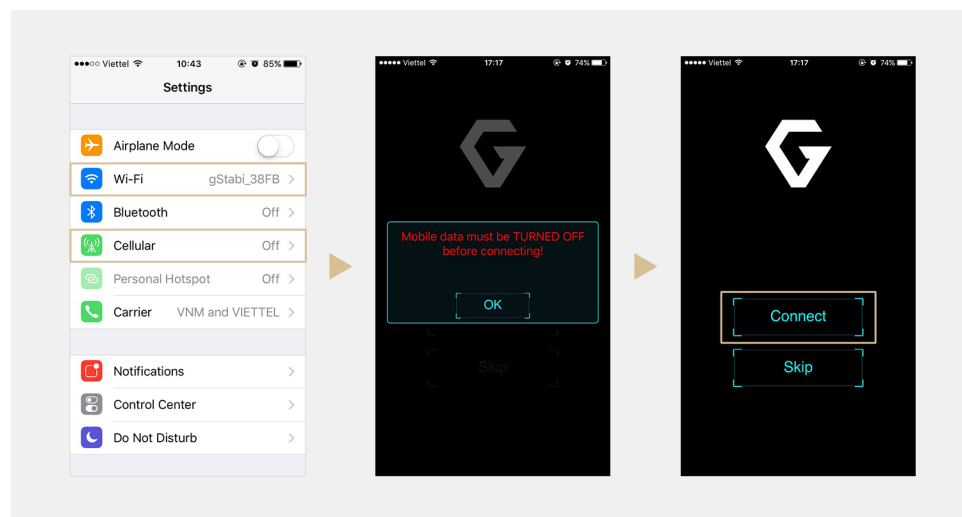 Viettel 10:43 85%
Settings
Airplane Mode
Wi-Fi gStabi_38FB
Bluetooth Off
Cellular Off
Personal Hotspot Off
Carrier VNM and VIETTEL
Notifications
Control Center
Do Not Disturb
Viettel 17:17 74%
Mobile data must be TURNED OFF
before connecting!
OK
Skip
Viettel 17:17 74%
Connect
Skip